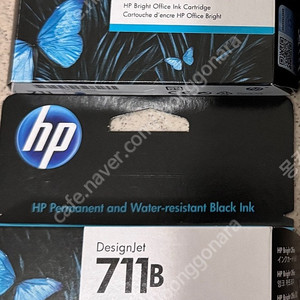 HP Bright Office Ink Cartridge
Cartouche d'encre HP Office Bright
hp
HP Permanent and Water-resistant Black Ink
DesignJet
711B